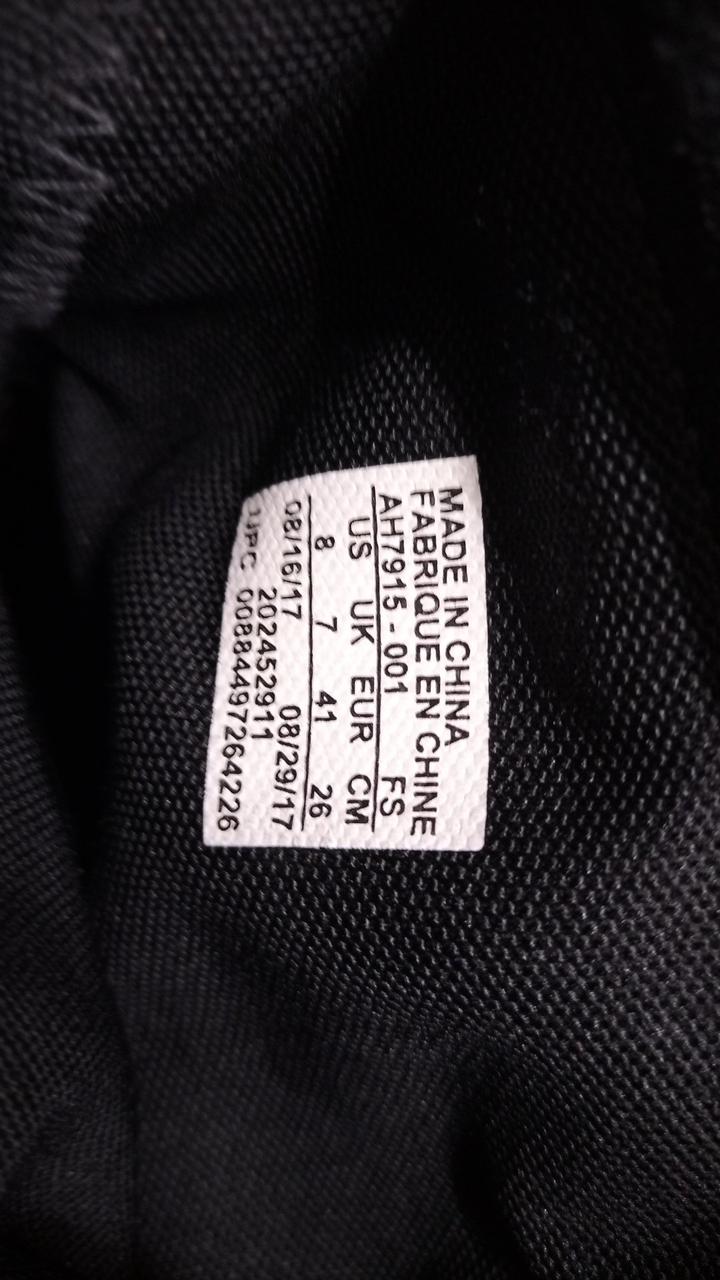 MADE IN CHINA
FABRIQUE EN CHINE
AH7915 - 001 FS
US UK EUR CM
8 7 41 26
08/16/17 08/29/17
202452911
UPC 00884497264226